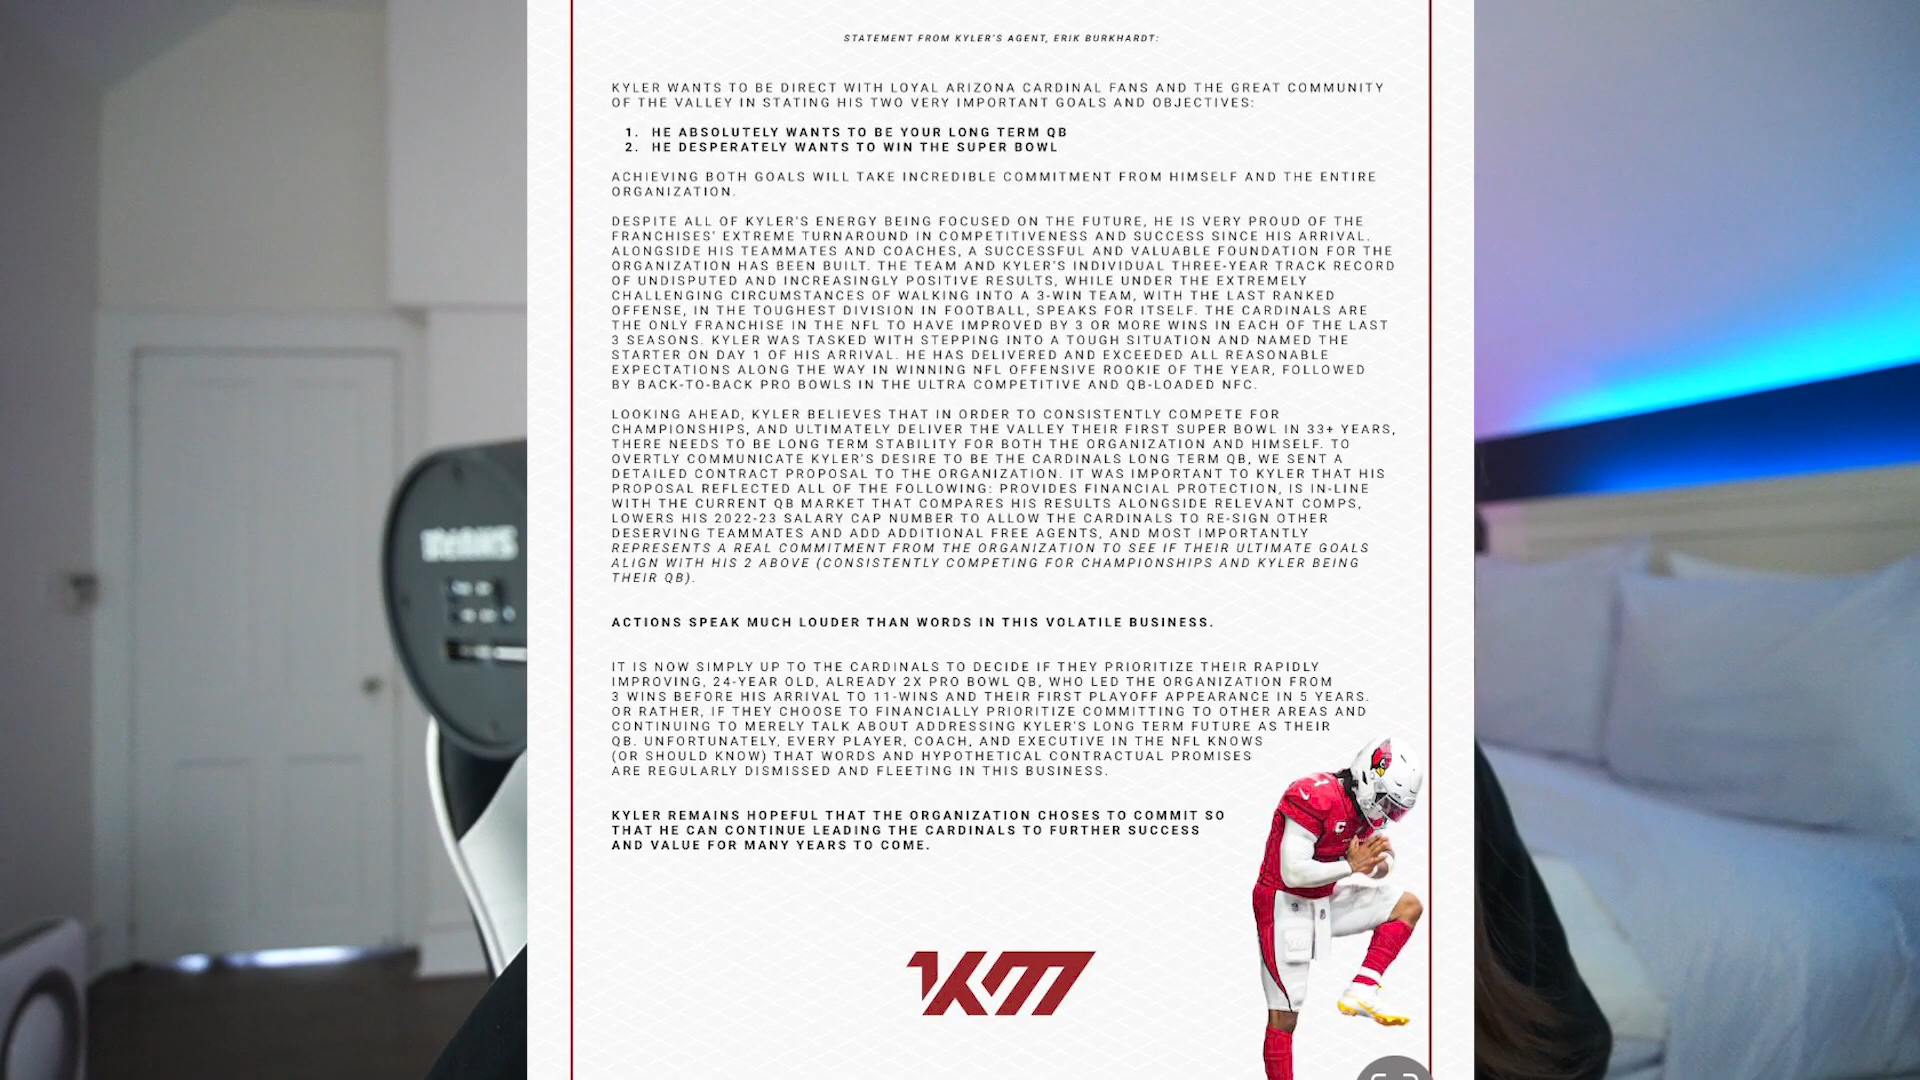 STATEMENT FROM KYLER'S AGENT, ERIK BURKHARDT:
KYLER WANTS TO BE DIRECT WITH LOYAL ARIZONA CARDINAL FANS AND THE GREAT COMMUNITY
OF THE VALLEY IN STATING HIS TWO VERY IMPORTANT GOALS AND OBJECTIVES:
1. HE ABSOLUTELY WANTS TO BE YOUR LONG TERM QB
2. HE DESPERATELY WANTS TO WIN THE SUPER BOWL
ACHIEVING BOTH GOALS WILL TAKE INCREDIBLE COMMITMENT FROM HIMSELF AND THE ENTIRE
ORGANIZATION.
DESPITE ALL OF KYLER'S ENERGY BEING FOCUSED ON THE FUTURE, HE IS VERY PROUD OF THE
FRANCHISES' EXTREME TURNAROUND IN COMPETITIVENESS AND SUCCESS SINCE HIS ARRIVAL.
ALONGSIDE HIS TEAMMATES AND COACHES, A SUCCESSFUL AND VALUABLE FOUNDATION FOR THE
ORGANIZATION HAS BEEN BUILT. THE TEAM AND KYLER'S INDIVIDUAL THREE-YEAR TRACK RECORD
OF UNDISPUTED AND INCREASINGLY POSITIVE RESULTS, WHILE UNDER THE EXTREMELY
CHALLENGING CIRCUMSTANCES OF WALKING INTO A 3-WIN TEAM, WITH THE LAST RANKED
OFFENSE, IN THE TOUGHEST DIVISION IN FOOTBALL, SPEAKS FOR ITSELF. THE CARDINALS ARE
THE ONLY FRANCHISE IN THE NFL TO HAVE IMPROVED BY 3 OR MORE WINS IN EACH OF THE LAST
3 SEASONS. KYLER WAS TASKED WITH STEPPING INTO A TOUGH SITUATION AND NAMED THE
STARTER ON DAY 1 OF HIS ARRIVAL. HE HAS DELIVERED AND EXCEEDED ALL REASONABLE
EXPECTATIONS ALONG THE WAY IN WINNING NFL OFFENSIVE ROOKIE OF THE YEAR, FOLLOWED
BY BACK-TO-BACK PRO BOWLS IN THE ULTRA COMPETITIVE AND QB-LOADED NFC.
LOOKING AHEAD, KYLER BELIEVES THAT IN ORDER TO CONSISTENTLY COMPETE FOR
CHAMPIONSHIPS, AND ULTIMATELY DELIVER THE VALLEY THEIR FIRST SUPER BOWL IN 33+ YEARS,
THERE NEEDS TO BE LONG TERM STABILITY FOR BOTH THE ORGANIZATION AND HIMSELF. TO
OVERTLY COMMUNICATE KYLER'S DESIRE TO BE THE CARDINALS LONG TERM QB, WE SENT A
DETAILED CONTRACT PROPOSAL TO THE ORGANIZATION. IT WAS IMPORTANT TO KYLER THAT HIS
PROPOSAL REFLECTED ALL OF THE FOLLOWING: PROVIDES FINANCIAL PROTECTION, IS IN-LINE
WITH THE CURRENT QB MARKET THAT COMPARES HIS RESULTS ALONGSIDE RELEVANT COMPS,
LOWERS HIS 2022-23 SALARY CAP NUMBER TO ALLOW THE CARDINALS TO RE-SIGN OTHER
DESERVING TEAMMATES AND ADD ADDITIONAL FREE AGENTS, AND MOST IMPORTANTLY
REPRESENTS A REAL COMMITMENT FROM THE ORGANIZATION TO SEE IF THEIR ULTIMATE GOALS
ALIGN WITH HIS 2 ABOVE (CONSISTENTLY COMPETING FOR CHAMPIONSHIPS AND KYLER BEING
THEIR QB).
ACTIONS SPEAK MUCH LOUDER THAN WORDS IN THIS VOLATILE BUSINESS.
IT IS NOW SIMPLY UP TO THE CARDINALS TO DECIDE IF THEY PRIORITIZE THEIR RAPIDLY
IMPROVING, 24-YEAR OLD, ALREADY 2X PRO BOWL QB, WHO LED THE ORGANIZATION FROM
3 WINS BEFORE HIS ARRIVAL TO 11-WINS AND THEIR FIRST PLAYOFF APPEARANCE IN 5 YEARS.
OR RATHER, IF THEY CHOOSE TO FINANCIALLY PRIORITIZE COMMITTING TO OTHER AREAS AND
CONTINUING TO MERELY TALK ABOUT ADDRESSING KYLER'S LONG TERM FUTURE AS THEIR
QB. UNFORTUNATELY, EVERY PLAYER, COACH, AND EXECUTIVE IN THE NFL KNOWS
(OR SHOULD KNOW) THAT WORDS AND HYPOTHETICAL CONTRACTUAL PROMISES
ARE REGULARLY DISMISSED AND FLEETING IN THIS BUSINESS.
KYLER REMAINS HOPEFUL THAT THE ORGANIZATION CHOSES TO COMMIT SO
THAT HE CAN CONTINUE LEADING THE CARDINALS TO FURTHER SUCCESS
AND VALUE FOR MANY YEARS TO COME.
1KM